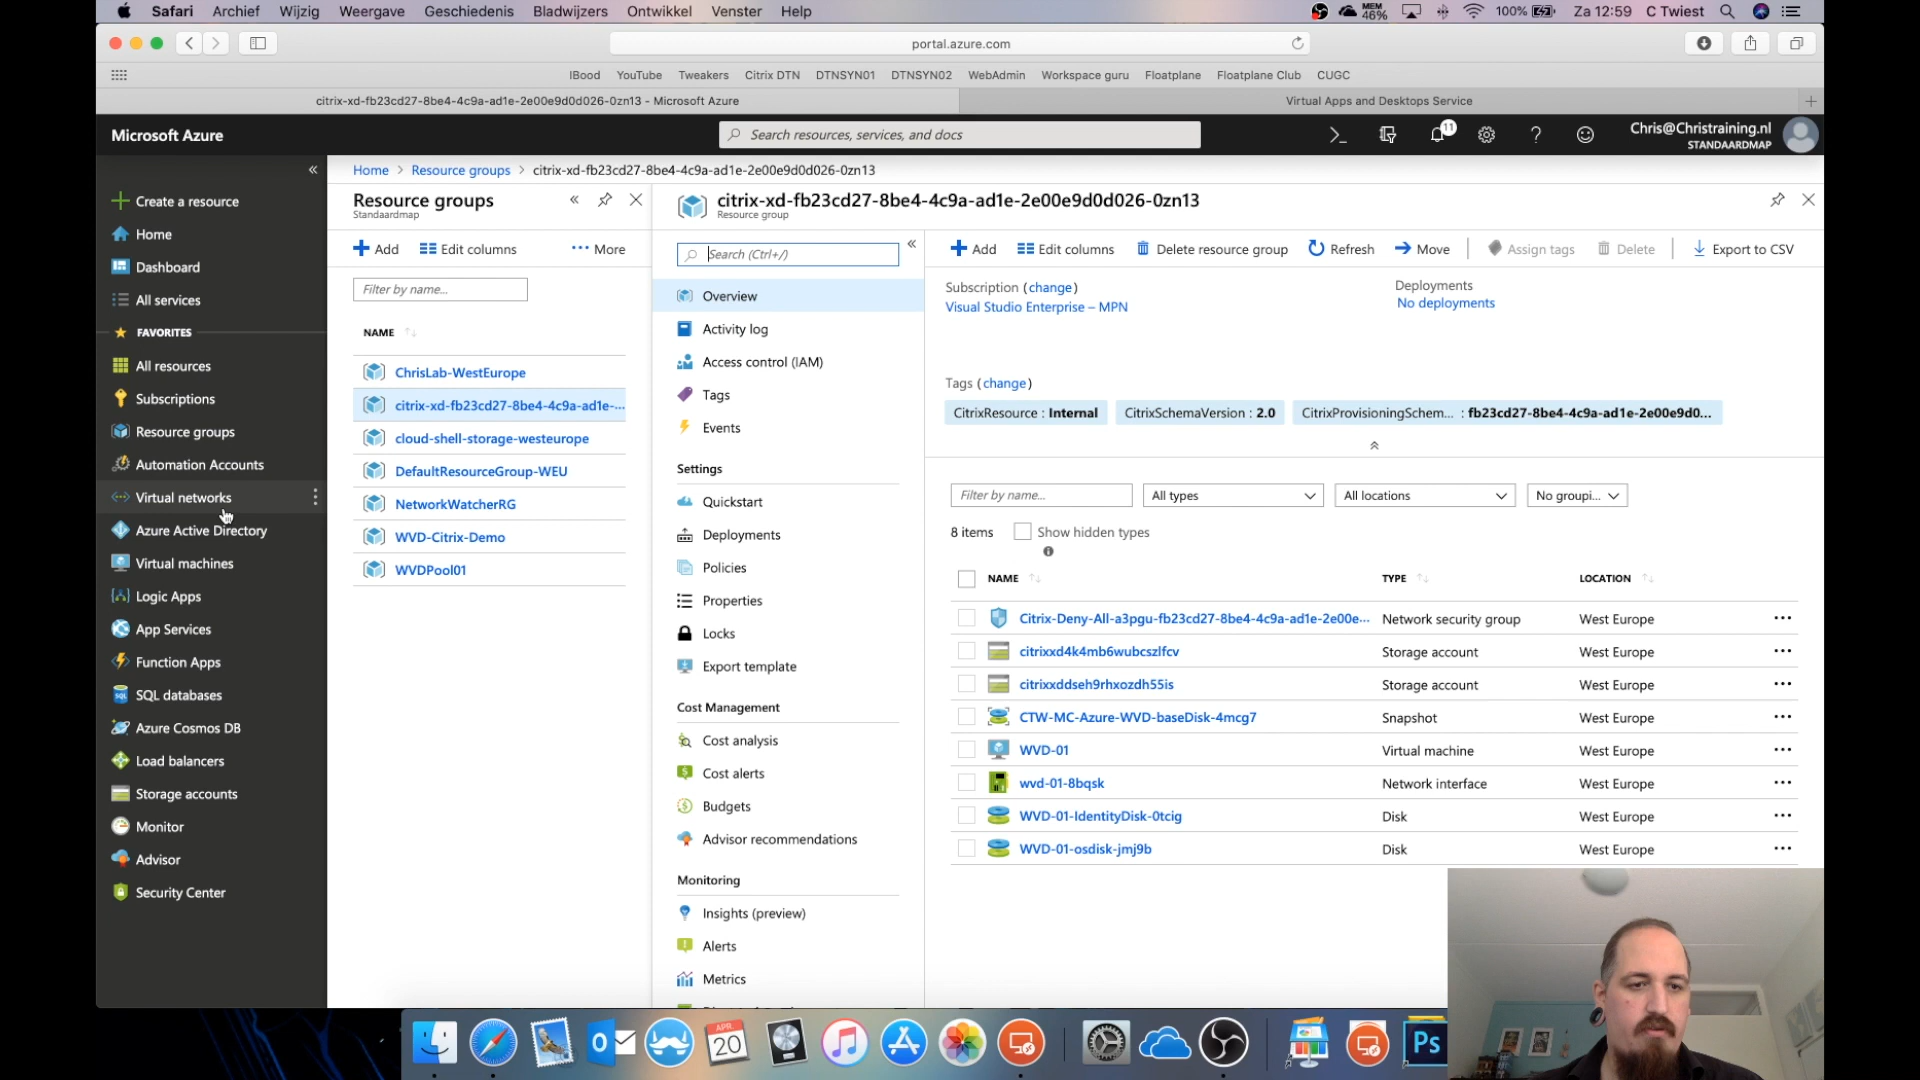 Safari Archief Wijzig Weergave Geschiedenis Bladwijzers Ontwikkel Venster Help MEM 46% 100% Za 12:59 C Twiest
portal.azure.com
IBood YouTube Tweakers Citrix DTN DTNSYN01 DTNSYN02 WebAdmin Workspace guru Floatplane Floatplane Club CUGC
citrix-xd-fb23cd27-8be4-4c9a-ad1e-2e00e9d0d026-0zn13 - Microsoft Azure Virtual Apps and Desktops Service
Microsoft Azure Search resources, services, and docs 11 Chris@Christraining.nl
STANDAARDMAP
Home > Resource groups > citrix-xd-fb23cd27-8be4-4c9a-ad1e-2e00e9d0d026-0zn13
Create a resource
Home
Dashboard
All services
FAVORITES
All resources
Subscriptions
Resource groups
Automation Accounts
Virtual networks
Azure Active Directory
Virtual machines
Logic Apps
App Services
Function Apps
SQL databases
Azure Cosmos DB
Load balancers
Storage accounts
Monitor
Advisor
Security Center
Resource groups
Standaardmap
Add Edit columns More
Filter by name...
NAME
ChrisLab-WestEurope
citrix-xd-fb23cd27-8be4-4c9a-ad1e-...
cloud-shell-storage-westeurope
DefaultResourceGroup-WEU
NetworkWatcherRG
WVD-Citrix-Demo
WVDPool01
citrix-xd-fb23cd27-8be4-4c9a-ad1e-2e00e9d0d026-0zn13
Resource group
Search (Ctrl+/)
Overview
Activity log
Access control (IAM)
Tags
Events
Settings
Quickstart
Deployments
Policies
Properties
Locks
Export template
Cost Management
Cost analysis
Cost alerts
Budgets
Advisor recommendations
Monitoring
Insights (preview)
Alerts
Metrics
Add Edit columns Delete resource group Refresh Move Assign tags Delete Export to CSV
Subscription (change)
Visual Studio Enterprise – MPN
Deployments
No deployments
Tags (change)
CitrixResource : Internal CitrixSchemaVersion : 2.0 CitrixProvisioningSchem... : fb23cd27-8be4-4c9a-ad1e-2e00e9d0...
Filter by name... All types All locations No groupi...
8 items Show hidden types
NAME TYPE LOCATION
Citrix-Deny-All-a3pgu-fb23cd27-8be4-4c9a-ad1e-2e00e... Network security group West Europe
citrixxd4k4mb6wubcszlfcv Storage account West Europe
citrixxddseh9rhxozdh55is Storage account West Europe
CTW-MC-Azure-WVD-baseDisk-4mcg7 Snapshot West Europe
WVD-01 Virtual machine West Europe
wvd-01-8bqsk Network interface West Europe
WVD-01-IdentityDisk-0tcig Disk West Europe
WVD-01-osdisk-jmj9b Disk West Europe
APR. 20
Ps